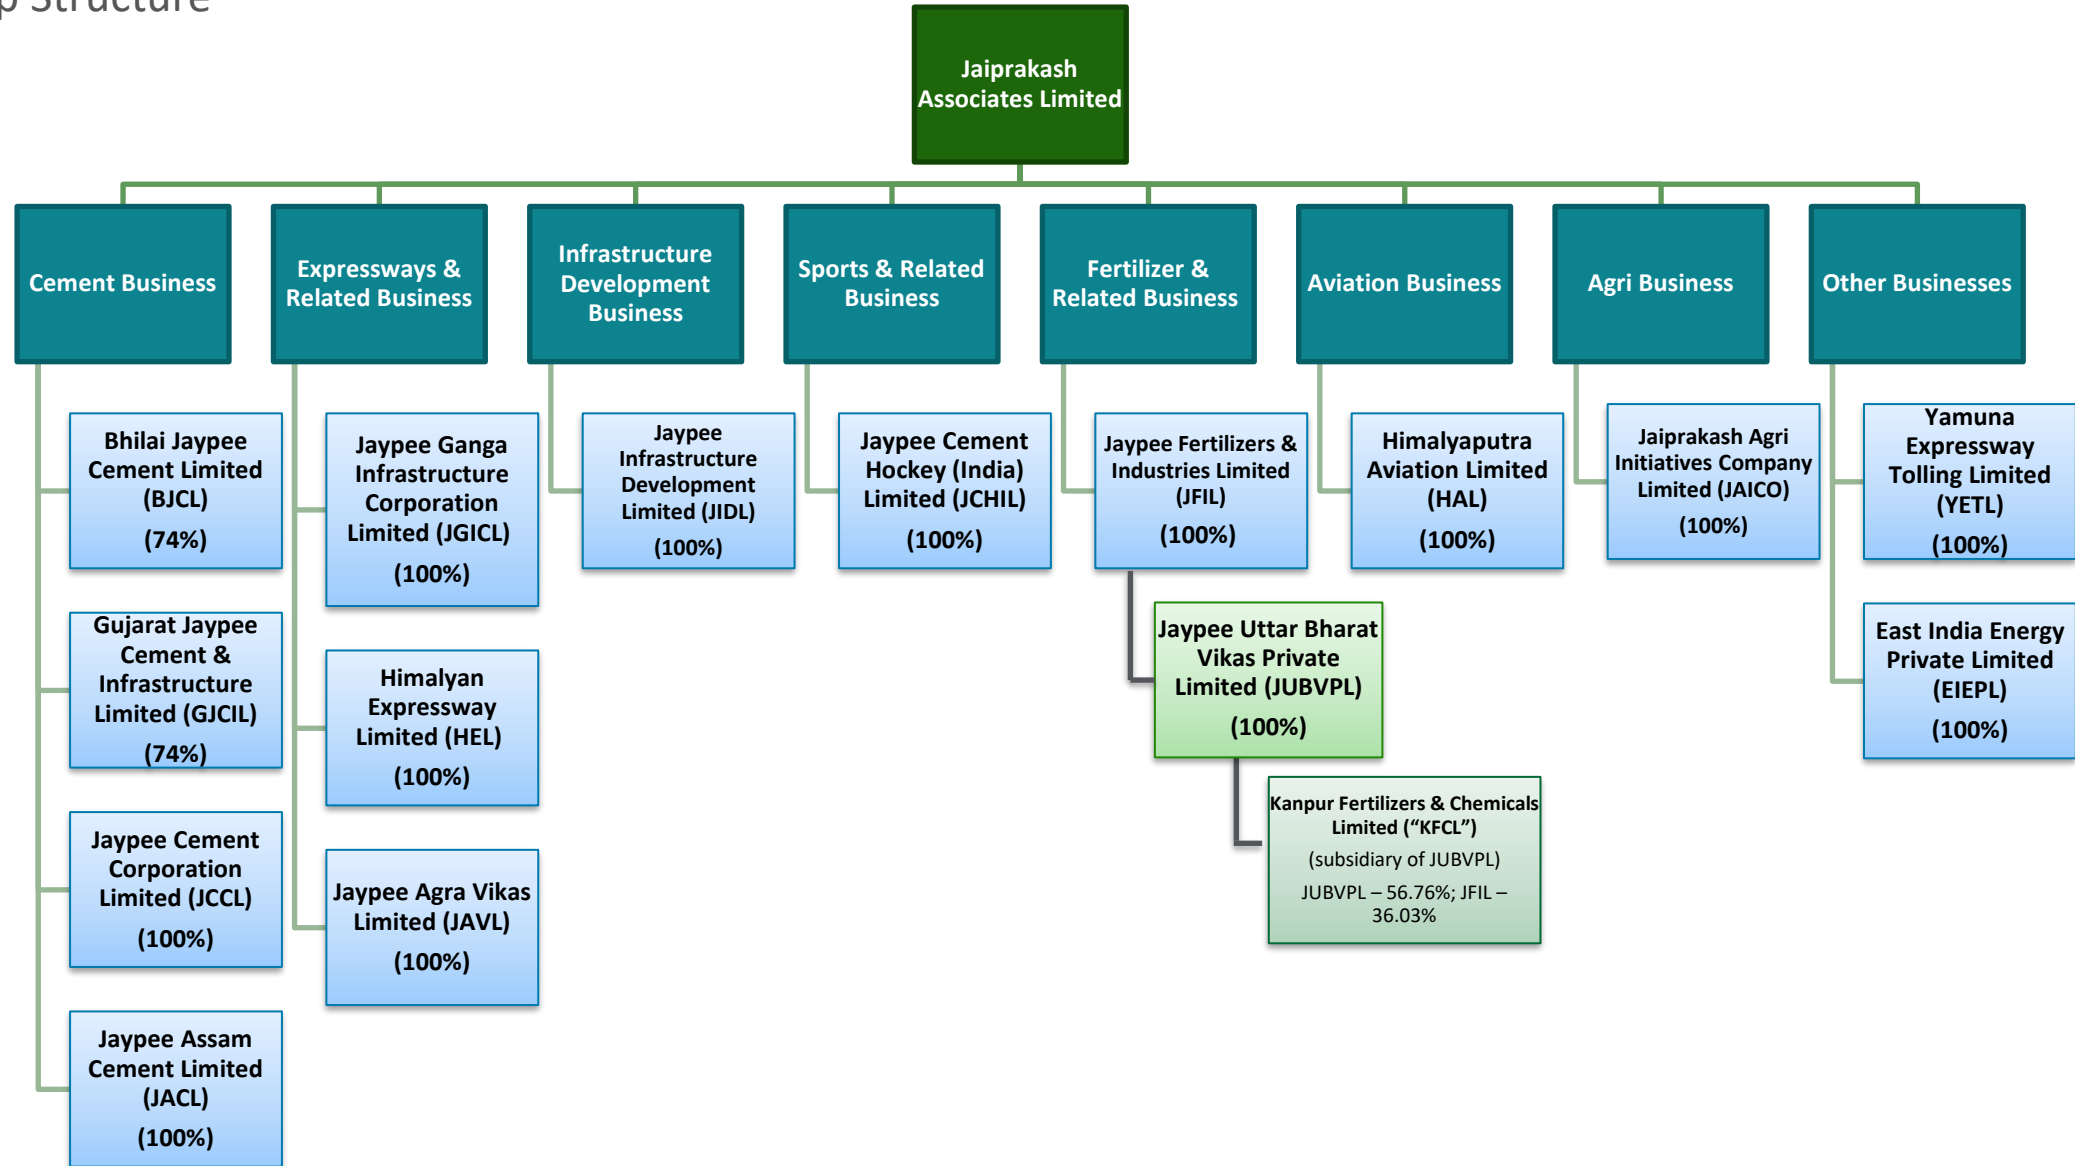 Structure
Jaiprakash
Associates Limited
Cement Business
Expressways &
Related Business
Infrastructure
Development
Business
Sports & Related
Business
Fertilizer &
Related Business
Aviation Business
Agri Business
Other Businesses
Bhilai Jaypee
Cement Limited
(BJCL)
(74%)
Gujarat Jaypee
Cement &
Infrastructure
Limited (GJCIL)
(74%)
Jaypee Cement
Corporation
Limited (JCCL)
(100%)
Jaypee Assam
Cement Limited
(JACL)
(100%)
Jaypee Ganga
Infrastructure
Corporation
Limited (JGICL)
(100%)
Himalyan
Expressway
Limited (HEL)
(100%)
Jaypee Agra Vikas
Limited (JAVL)
(100%)
Jaypee
Infrastructure
Development
Limited (JIDL)
(100%)
Jaypee Cement
Hockey (India)
Limited (JCHIL)
(100%)
Jaypee Fertilizers &
Industries Limited
(JFIL)
(100%)
Jaypee Uttar Bharat
Vikas Private
Limited (JUBVPL)
(100%)
Kanpur Fertilizers & Chemicals
Limited (“KFCL”)
(subsidiary of JUBVPL)
JUBVPL – 56.76%; JFIL –
36.03%
Himalyaputra
Aviation Limited
(HAL)
(100%)
Jaiprakash Agri
Initiatives Company
Limited (JAICO)
(100%)
Yamuna
Expressway
Tolling Limited
(YETL)
(100%)
East India Energy
Private Limited
(EIEPL)
(100%)